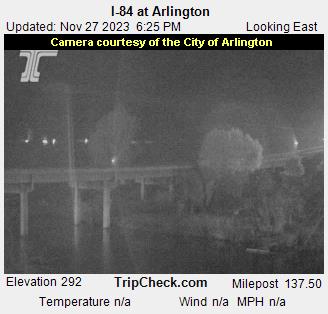 I-84 at Arlington
Updated: Nov 27 2023 6:25 PM Looking East
Camera courtesy of the City of Arlington
Elevation 292 TripCheck.com Milepost 137.50
Temperature n/a Wind n/a MPH n/a